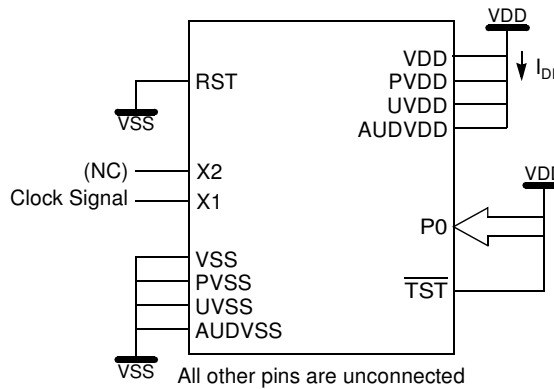 VDD
VDD
PVDD
UVDD
AUDVDD
RST
VSS
(NC)
X2
Clock Signal
X1
VDD
P0
TST
VSS
PVSS
UVSS
AUDVSS
VSS
All other pins are unconnected